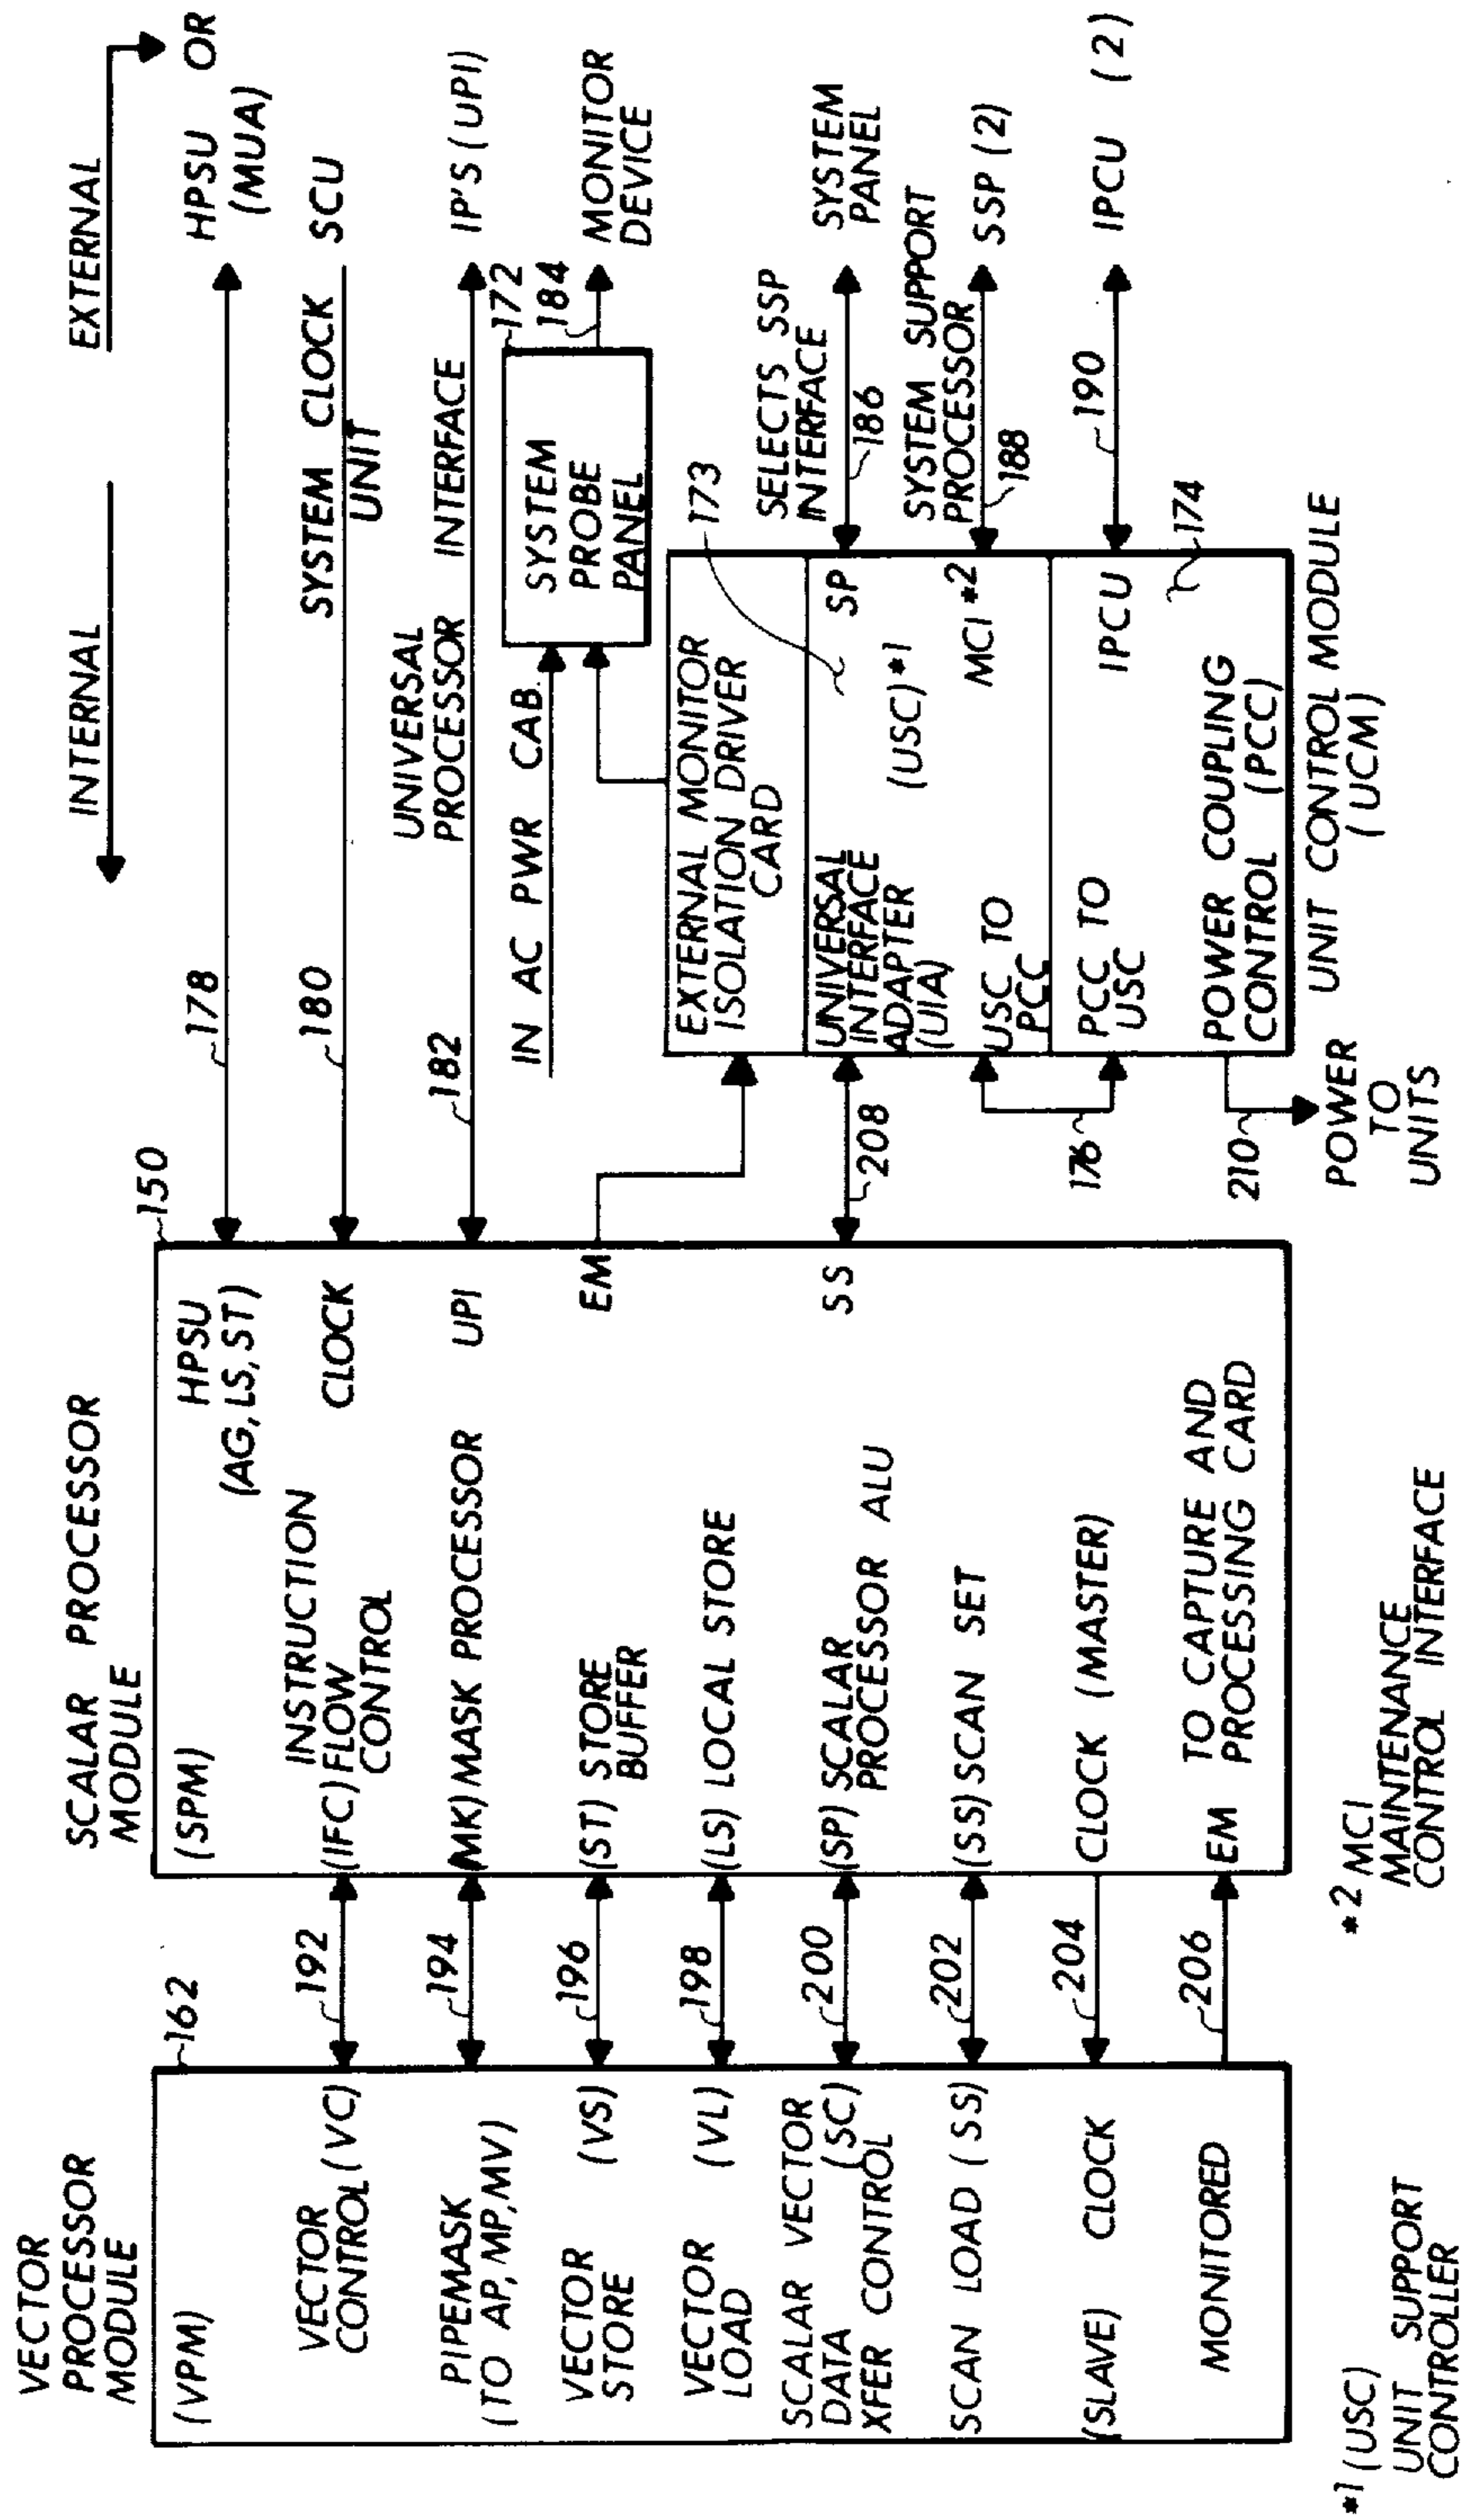 VECTOR
PROCESSOR
MODULE
(VPM)
162
VECTOR
CONTROL (VC)
PIPEMASK
(TO AP, MP, MV)
VECTOR
STORE
(VS)
VECTOR
LOAD
(VL)
SCALAR VECTOR
DATA (SC)
XFER CONTROL
SCAN LOAD (SS)
(SLAVE) CLOCK
MONITORED
192
194
196
198
200
202
204
206
SCALAR PROCESSOR
MODULE
150
(SPM)
HPSU
(AG, LS, ST)
INSTRUCTION
(IFC) FLOW
CONTROL
CLOCK
(MK) MASK PROCESSOR
UPI
(ST) STORE
BUFFER
EM
(LS) LOCAL STORE
(SP) SCALAR
PROCESSOR ALU
SS
(SS) SCAN SET
CLOCK (MASTER)
EM
TO CAPTURE AND
PROCESSING CARD
INTERNAL
EXTERNAL
178
HPSU OR
(MUA)
180
SYSTEM CLOCK
UNIT
SCU
182
UNIVERSAL
PROCESSOR INTERFACE
IP'S (UPI)
IN AC PWR CAB.
SYSTEM
PROBE
PANEL
172
184
MONITOR
DEVICE
EXTERNAL MONITOR
ISOLATION DRIVER
CARD
173
UNIVERSAL
INTERFACE
ADAPTER
(UIA)
SP
(USC) *1
USC TO
PCC
MCI *2
PCC TO
USC
IPCU
174
POWER COUPLING
CONTROL (PCC)
UNIT CONTROL MODULE
(UCM)
208
176
210
POWER
TO
UNITS
SELECTS SSP
INTERFACE
186
SYSTEM
PANEL
SYSTEM SUPPORT
PROCESSOR
188
SSP (2)
190
IPCU (2)
*1 (USC)
UNIT SUPPORT
CONTROLLER
*2 MCI
MAINTENANCE
CONTROL INTERFACE